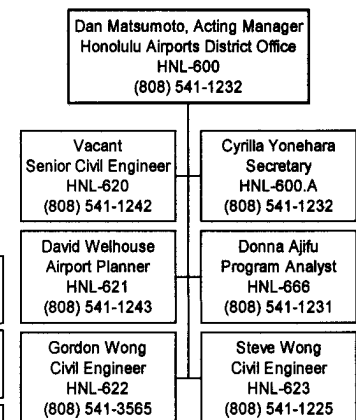 Dan Matsumoto, Acting Manager
Honolulu Airports District Office
HNL-600
(808) 541-1232
Vacant
Senior Civil Engineer
HNL-620
(808) 541-1242
Cyrilla Yonehara
Secretary
HNL-600.A
(808) 541-1232
David Welhouse
Airport Planner
HNL-621
(808) 541-1243
Donna Ajifu
Program Analyst
HNL-666
(808) 541-1231
Gordon Wong
Civil Engineer
HNL-622
(808) 541-3565
Steve Wong
Civil Engineer
HNL-623
(808) 541-1225